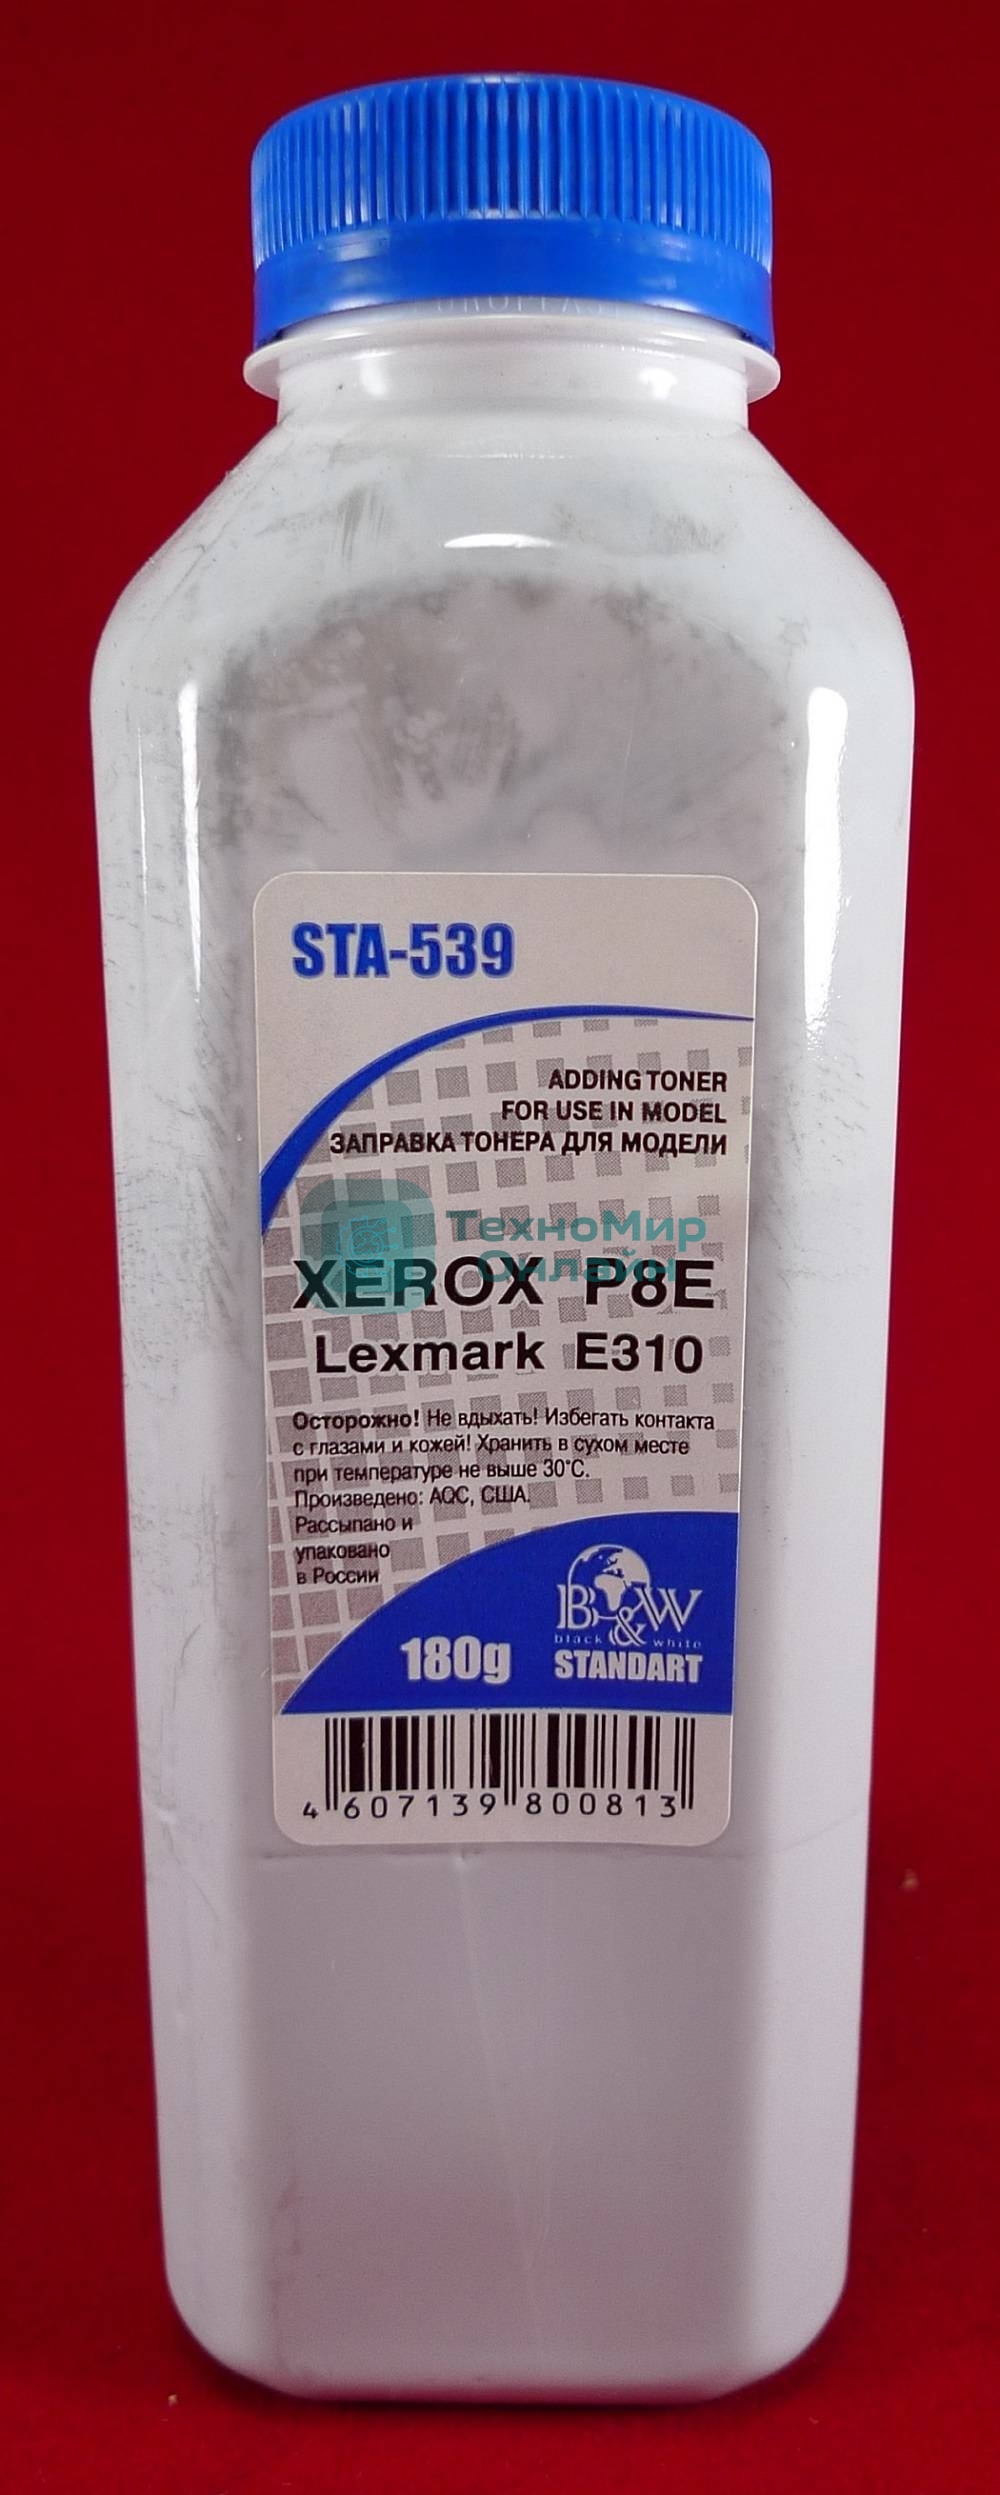 STA-539
ADDING TONER
FOR USE IN MODEL
ЗАПРАВКА ТОНЕРА ДЛЯ МОДЕЛИ
ТехноМир
Онлайн
XEROX P8E
Lexmark E310
Осторожно! Не вдыхать! Избегать контакта
с глазами и кожей! Хранить в сухом месте
при температуре не выше 30°С.
Произведено: AQC, США.
Рассыпано и
упаковано
в России
B&W
black & white
180g
STANDART
4 607139 800813